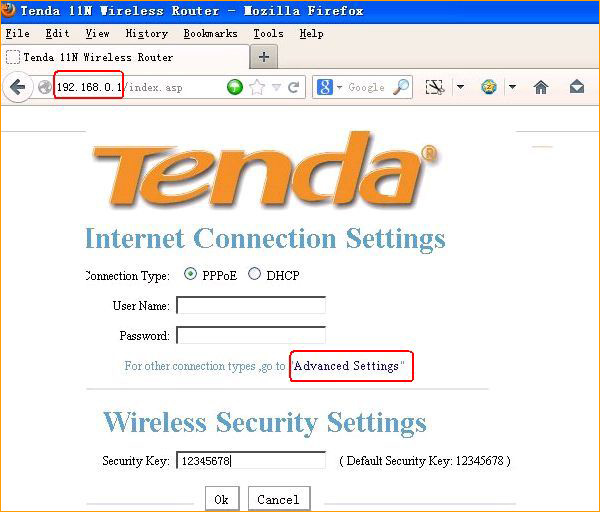 Tenda 11N Wireless Router - Mozilla Firefox
File Edit View History Bookmarks Tools Help
Tenda 11N Wireless Router +
192.168.0.1/index.asp Google
Tenda®
Internet Connection Settings
Connection Type: PPPoE DHCP
User Name:
Password:
For other connection types ,go to "Advanced Settings"
Wireless Security Settings
Security Key: 12345678 ( Default Security Key: 12345678 )
Ok Cancel